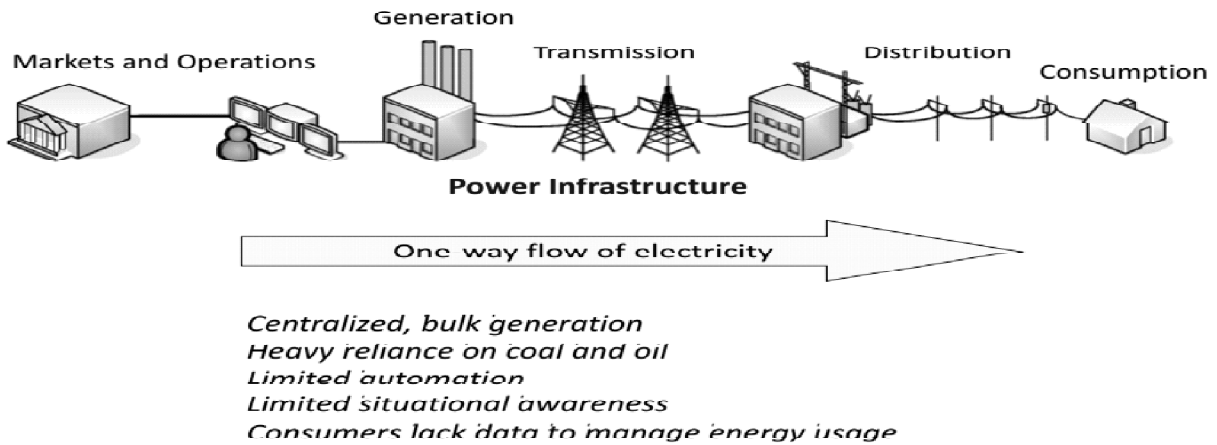 Generation
Markets and Operations
Transmission
Distribution
Consumption
Power Infrastructure
One-way flow of electricity
Centralized, bulk generation
Heavy reliance on coal and oil
Limited automation
Limited situational awareness
Consumers lack data to manage energy usage